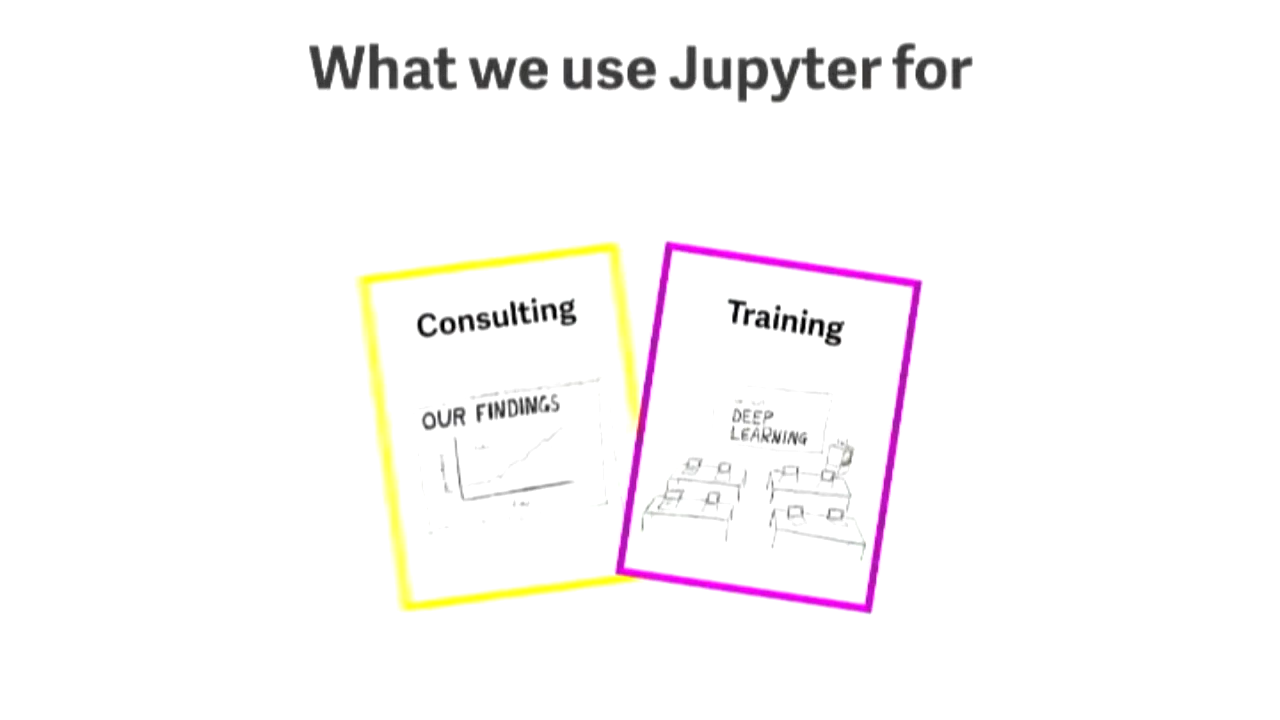 What we use Jupyter for
Consulting
OUR FINDINGS
Training
DEEP
LEARNING